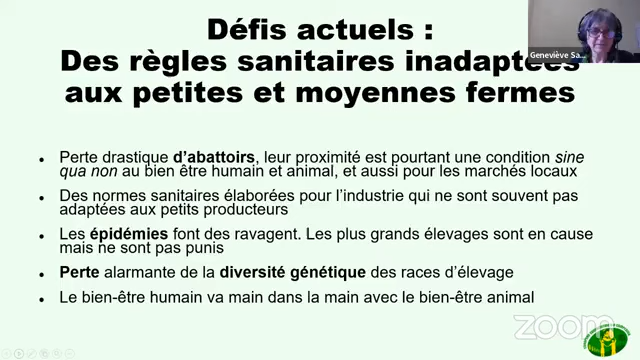 Défis actuels :
Des règles sanitaires inadaptées
aux petites et moyennes fermes
Geneviève Sa...
• Perte drastique d’abattoirs, leur proximité est pourtant une condition sine
qua non au bien être humain et animal, et aussi pour les marchés locaux
• Des normes sanitaires élaborées pour l’industrie qui ne sont souvent pas
adaptées aux petits producteurs
• Les épidémies font des ravagent. Les plus grands élevages sont en cause
mais ne sont pas punis
• Perte alarmante de la diversité génétique des races d’élevage
• Le bien-être humain va main dans la main avec le bien-être animal
zoom